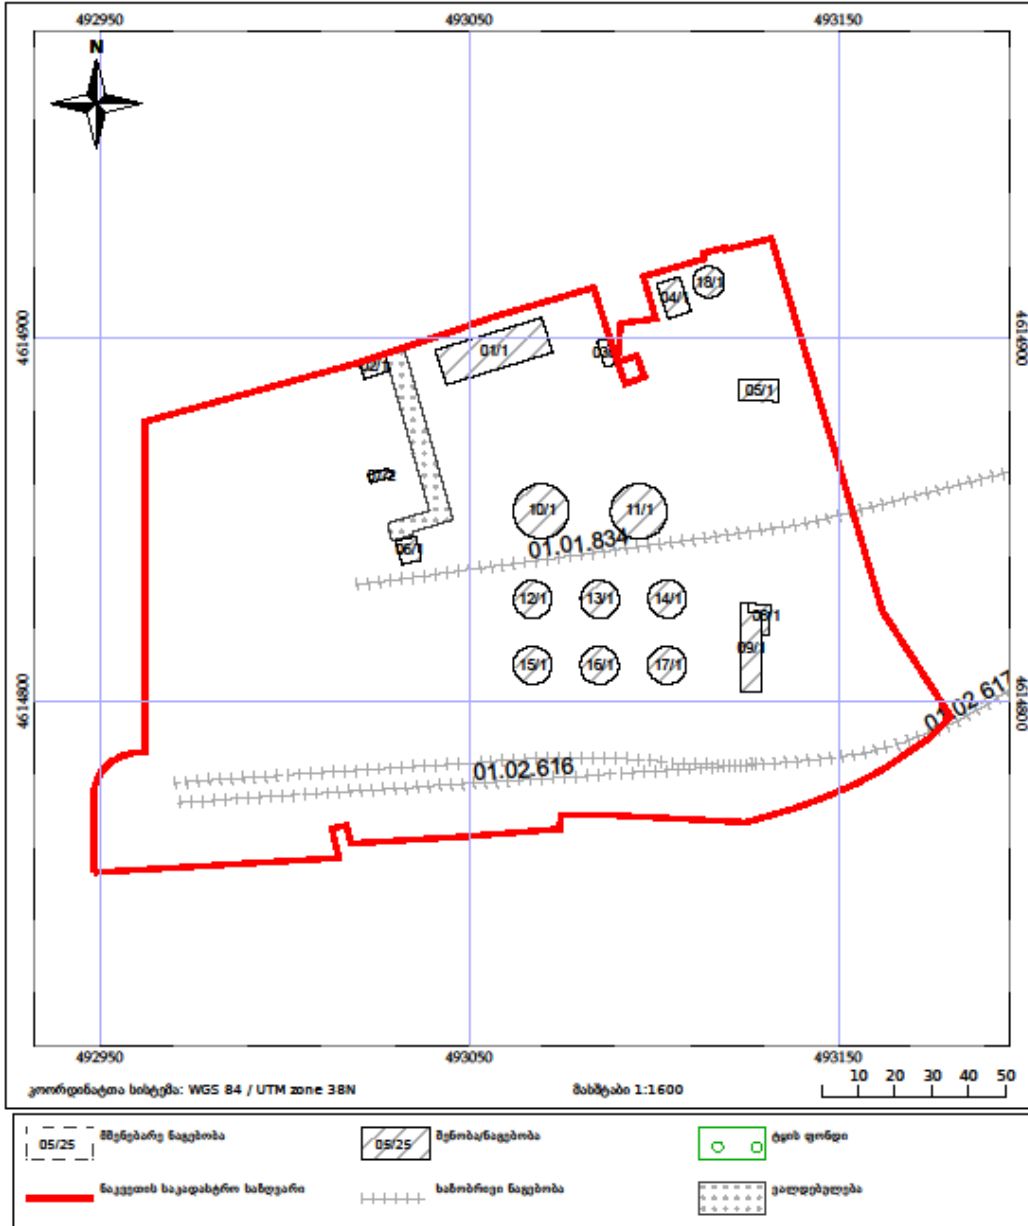 492950 493050 493150
N
18/1
04/1
4614900 4614900
01/1
02/1
05/1
07/2
10/1 11/1
01.01.834
06/1
12/1 13/1 14/1
08/1
09/1
15/1 16/1 17/1
4614800 4614800
01.02.617
01.02.616
492950 493050 493150
კოორდინატთა სისტემა: WGS 84 / UTM zone 38N მასშტაბი 1:1600 10 20 30 40 50
05/25 მშენებარე ნაგებობა 05/25 შენობა/ნაგებობა ტყის ფონდი
ნაკვეთის საკადასტრო საზღვარი ხაზობრივი ნაგებობა ვალდებულება